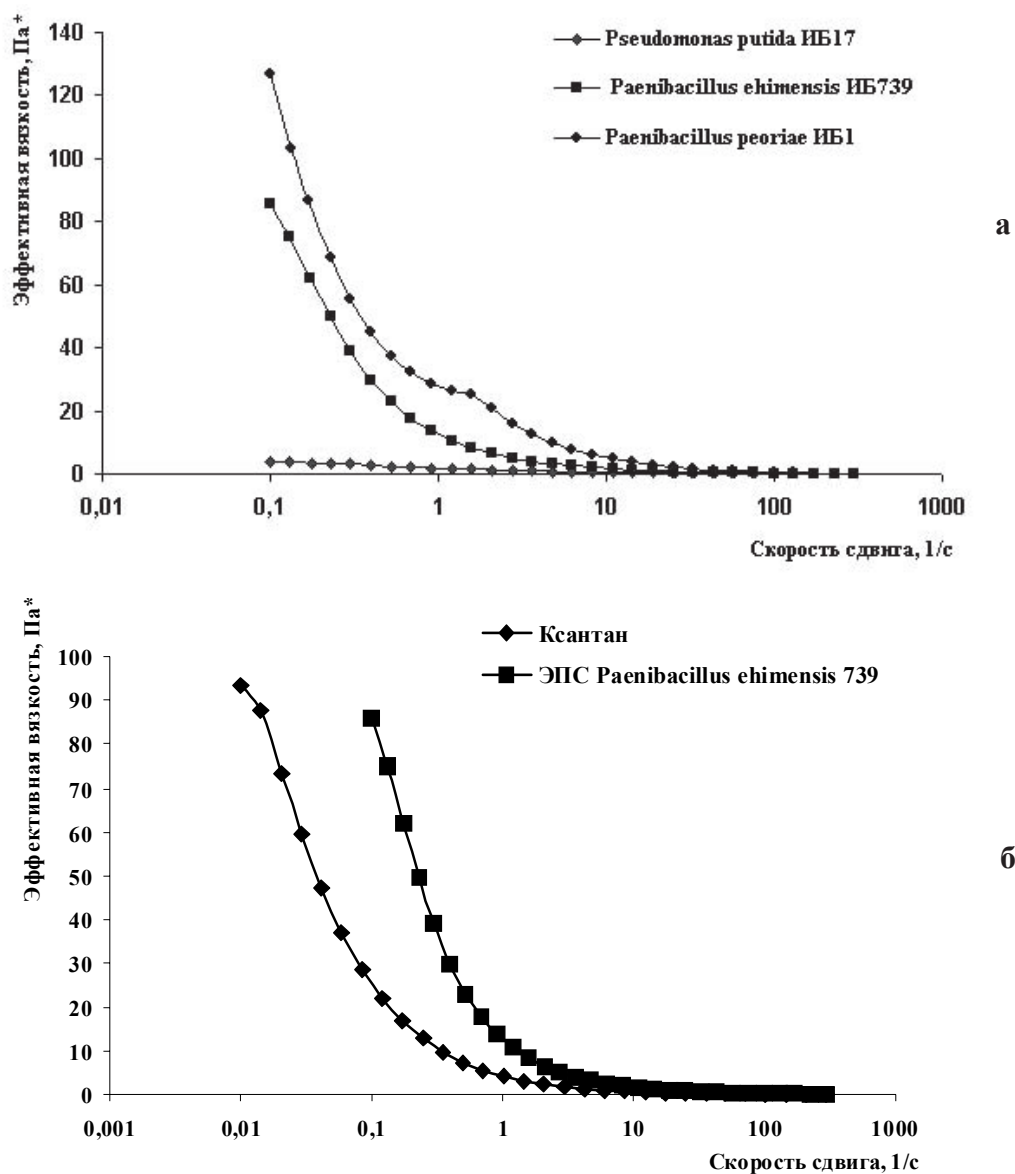 Эффективная вязкость, Па*
140
120
100
80
60
40
20
0
0,01 0,1 1 10 100 1000
Скорость сдвига, 1/с
Pseudomonas putida ИБ17
Paenibacillus ehimensis ИБ739
Paenibacillus peoriae ИБ1
а
Эффективная вязкость, Па*
100
90
80
70
60
50
40
30
20
10
0
0,001 0,01 0,1 1 10 100 1000
Скорость сдвига, 1/с
Ксантан
ЭПС Paenibacillus ehimensis 739
б